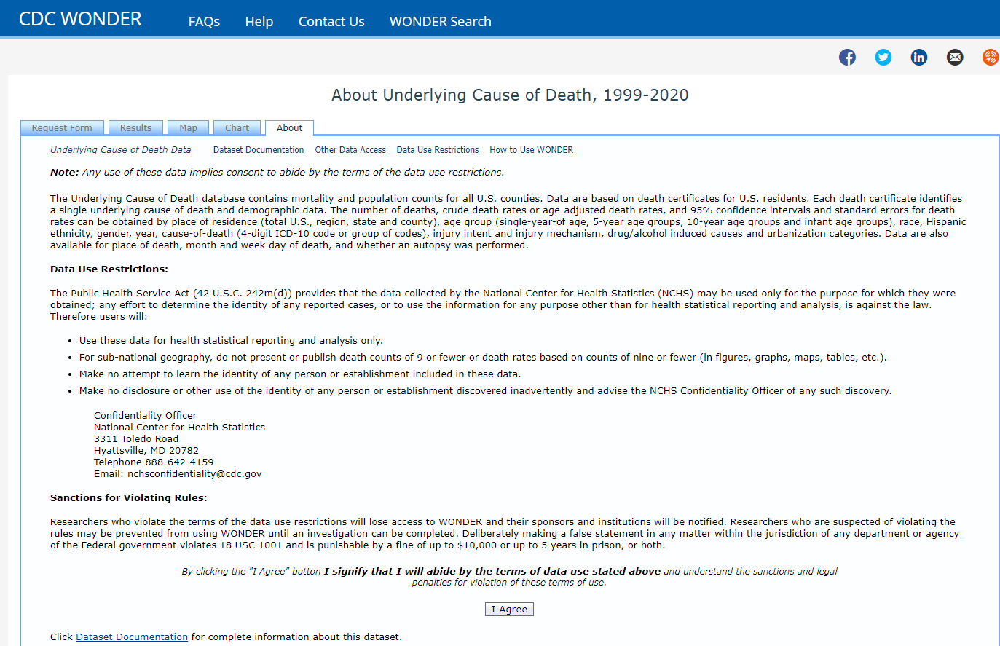 CDC WONDER FAQs Help Contact Us WONDER Search
About Underlying Cause of Death, 1999-2020
Request Form Results Map Chart About
Underlying Cause of Death Data Dataset Documentation Other Data Access Data Use Restrictions How to Use WONDER
Note: Any use of these data implies consent to abide by the terms of the data use restrictions.
The Underlying Cause of Death database contains mortality and population counts for all U.S. counties. Data are based on death certificates for U.S. residents. Each death certificate identifies
a single underlying cause of death and demographic data. The number of deaths, crude death rates or age-adjusted death rates, and 95% confidence intervals and standard errors for death
rates can be obtained by place of residence (total U.S., region, state and county), age group (single-year-of age, 5-year age groups, 10-year age groups and infant age groups), race, Hispanic
ethnicity, gender, year, cause-of-death (4-digit ICD-10 code or group of codes), injury intent and injury mechanism, drug/alcohol induced causes and urbanization categories. Data are also
available for place of death, month and week day of death, and whether an autopsy was performed.
Data Use Restrictions:
The Public Health Service Act (42 U.S.C. 242m(d)) provides that the data collected by the National Center for Health Statistics (NCHS) may be used only for the purpose for which they were
obtained; any effort to determine the identity of any reported cases, or to use the information for any purpose other than for health statistical reporting and analysis, is against the law.
Therefore users will:
• Use these data for health statistical reporting and analysis only.
• For sub-national geography, do not present or publish death counts of 9 or fewer or death rates based on counts of nine or fewer (in figures, graphs, maps, tables, etc.).
• Make no attempt to learn the identity of any person or establishment included in these data.
• Make no disclosure or other use of the identity of any person or establishment discovered inadvertently and advise the NCHS Confidentiality Officer of any such discovery.
Confidentiality Officer
National Center for Health Statistics
3311 Toledo Road
Hyattsville, MD 20782
Telephone 888-642-4159
Email: nchsconfidentiality@cdc.gov
Sanctions for Violating Rules:
Researchers who violate the terms of the data use restrictions will lose access to WONDER and their sponsors and institutions will be notified. Researchers who are suspected of violating the
rules may be prevented from using WONDER until an investigation can be completed. Deliberately making a false statement in any matter within the jurisdiction of any department or agency
of the Federal government violates 18 USC 1001 and is punishable by a fine of up to $10,000 or up to 5 years in prison, or both.
By clicking the "I Agree" button I signify that I will abide by the terms of data use stated above and understand the sanctions and legal
penalties for violation of these terms of use.
I Agree
Click Dataset Documentation for complete information about this dataset.